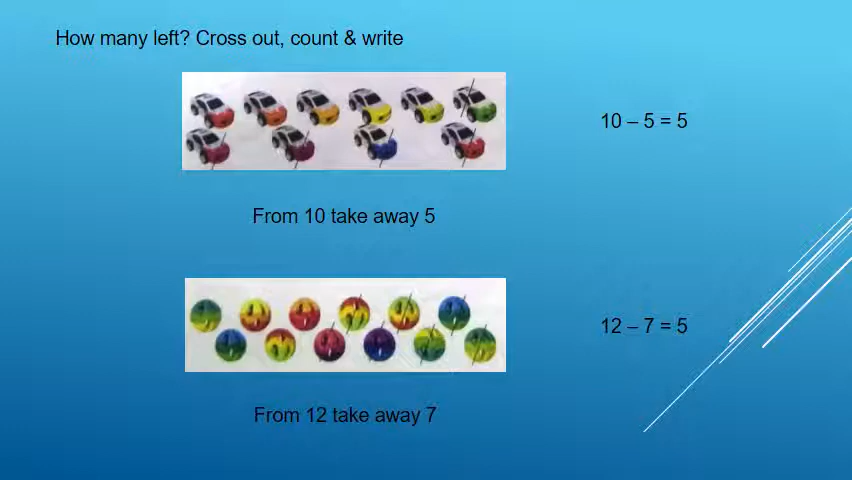 How many left? Cross out, count & write
10 – 5 = 5
From 10 take away 5
12 – 7 = 5
From 12 take away 7